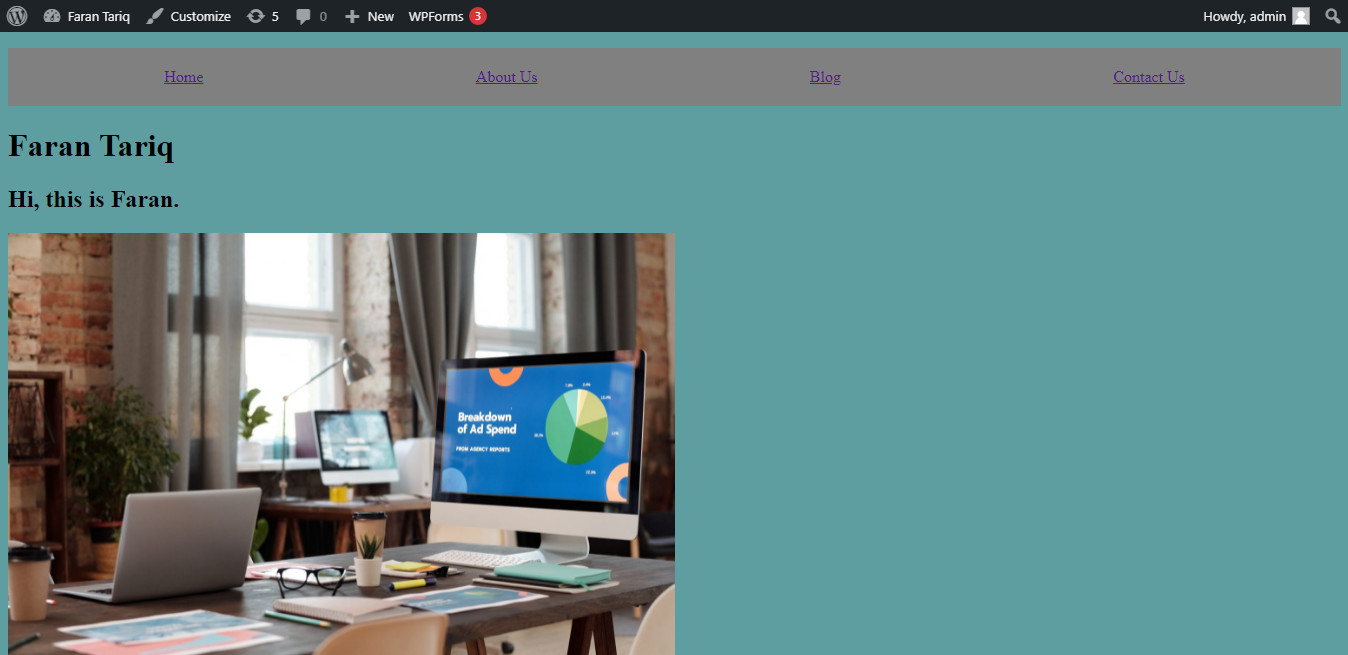 Faran Tariq Customize 5 0 New WPForms 3 Howdy, admin
Home About Us Blog Contact Us
Faran Tariq
Hi, this is Faran.
Breakdown
of Ad Spend
FROM AGENCY REPORTS